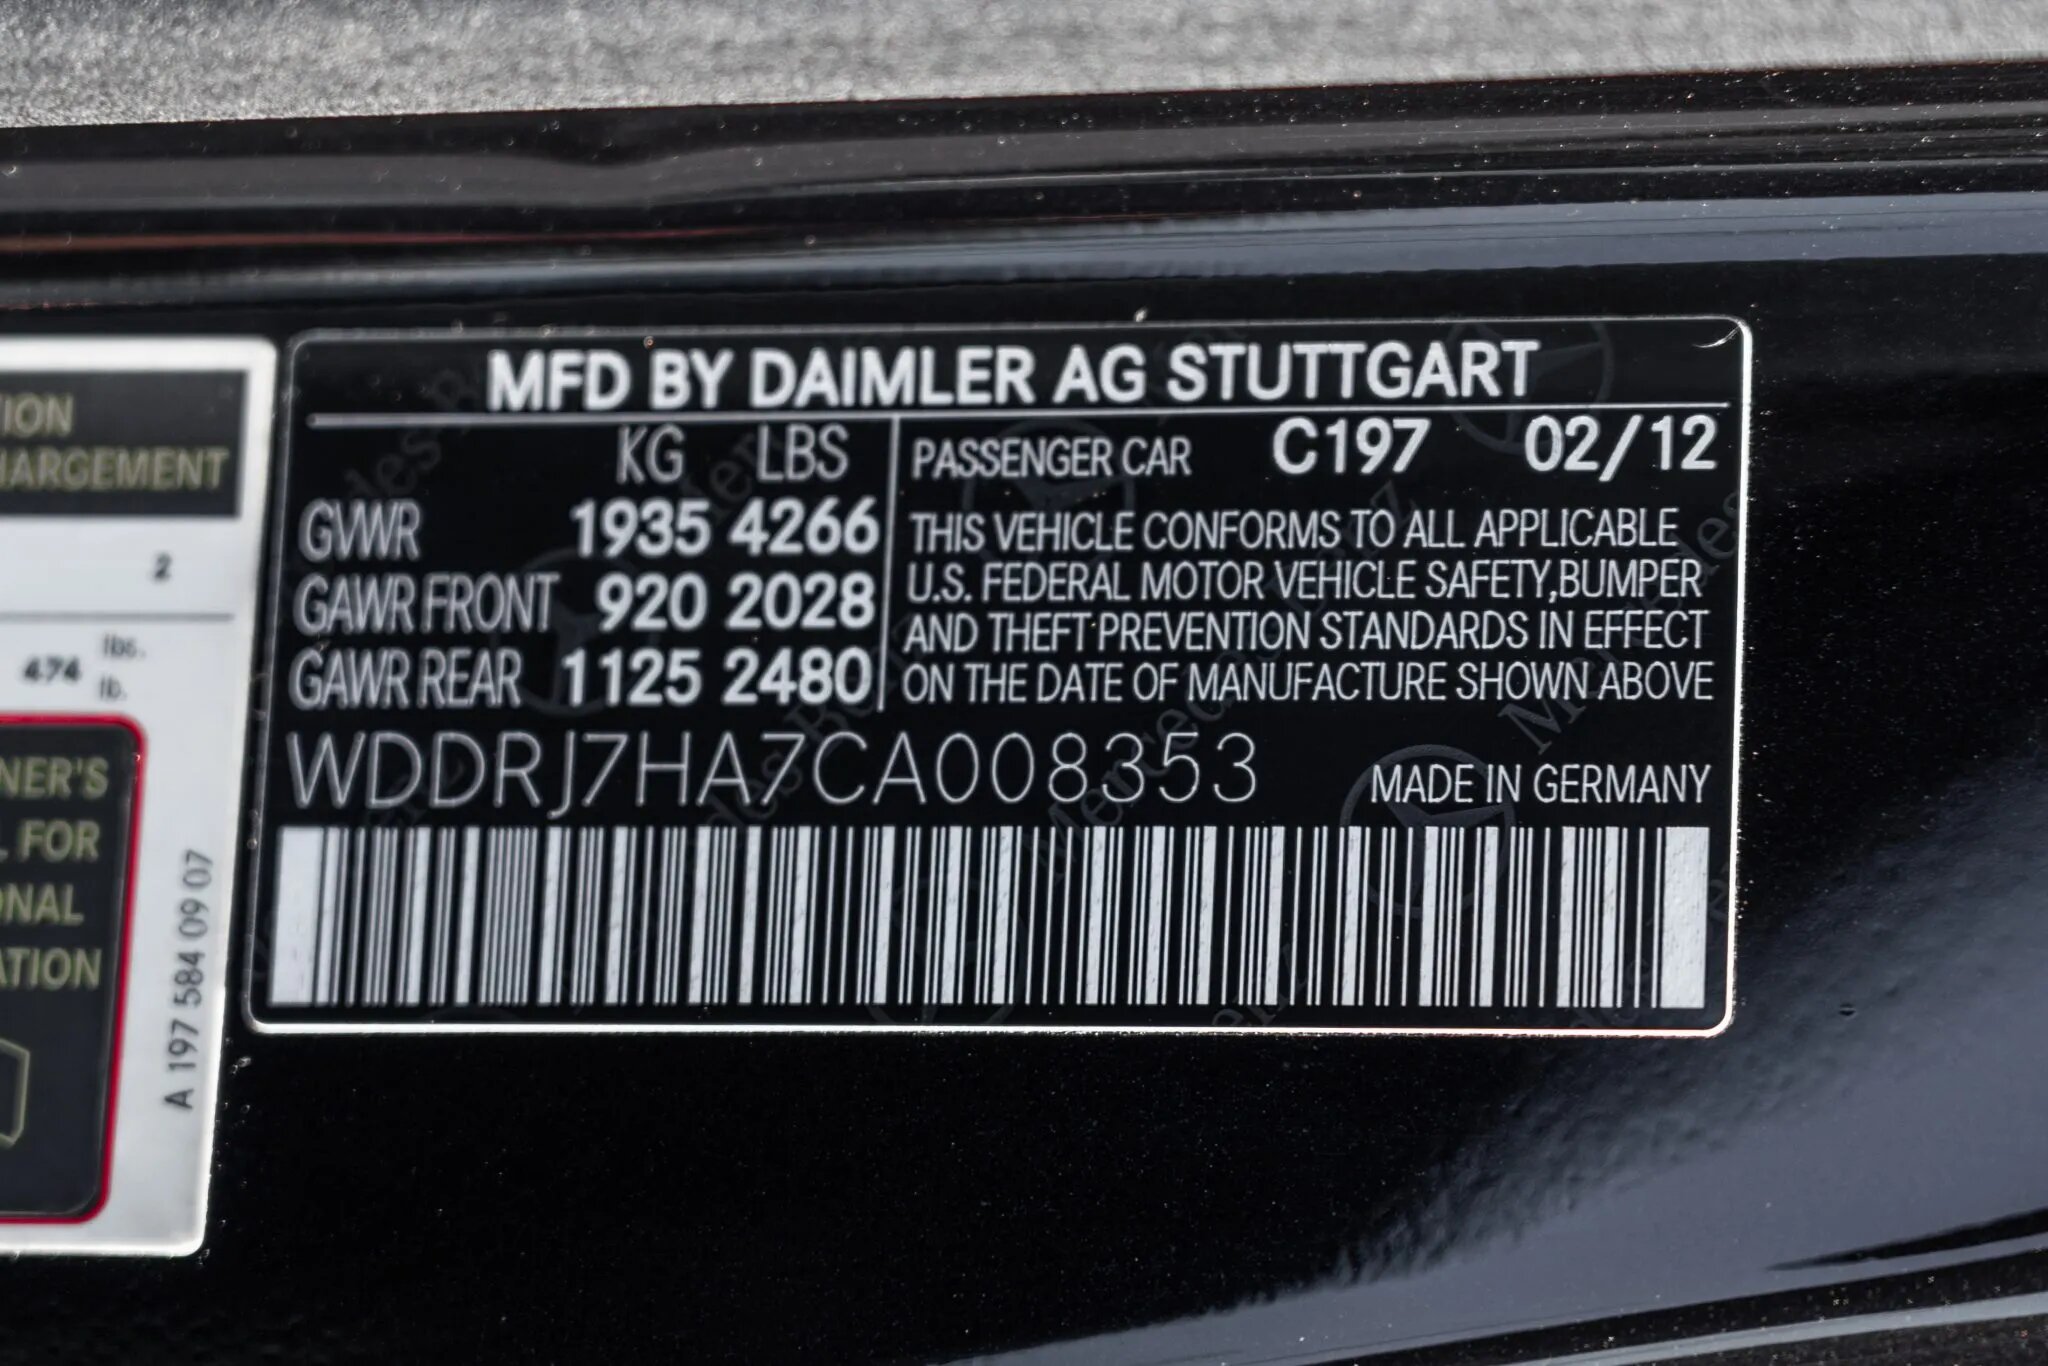 MFD BY DAIMLER AG STUTTGART
KG LBS
GVWR 1935 4266
GAWR FRONT 920 2028
GAWR REAR 1125 2480
PASSENGER CAR C197 02/12
THIS VEHICLE CONFORMS TO ALL APPLICABLE
U.S. FEDERAL MOTOR VEHICLE SAFETY,BUMPER
AND THEFT PREVENTION STANDARDS IN EFFECT
ON THE DATE OF MANUFACTURE SHOWN ABOVE
WDDRJ7HA7CA008353
MADE IN GERMANY
TION
HARGEMENT
2
474 lbs.
lb.
NER'S
L FOR
ONAL
ATION
A 197 584 09 07